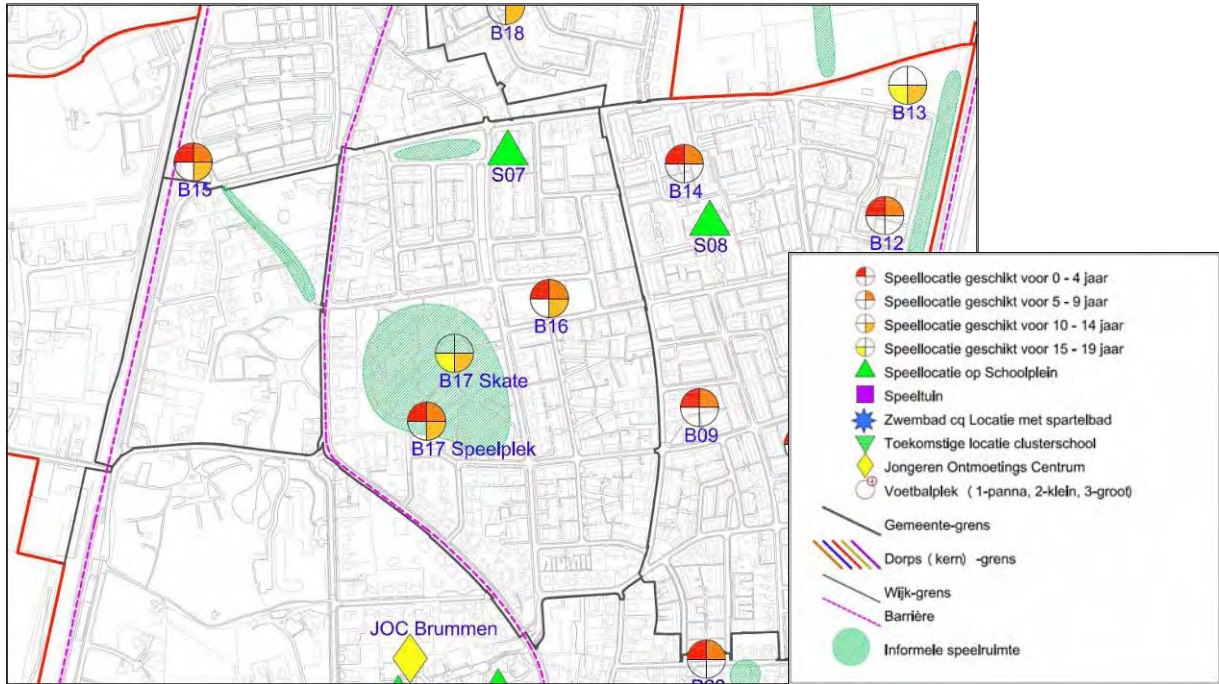 B18
B13
B15
S07
B14
S08
B12
B16
B17 Skate
B09
B17 Speelplek
JOC Brummen
Speellocatie geschikt voor 0 - 4 jaar
Speellocatie geschikt voor 5 - 9 jaar
Speellocatie geschikt voor 10 - 14 jaar
Speellocatie geschikt voor 15 - 19 jaar
Speellocatie op Schoolplein
Speeltuin
Zwembad cq Locatie met spartelbad
Toekomstige locatie clusterschool
Jongeren Ontmoetings Centrum
Voetbalplek ( 1-panna, 2-klein, 3-groot)
Gemeente-grens
Dorps ( kern) -grens
Wijk-grens
Barrière
Informele speelruimte